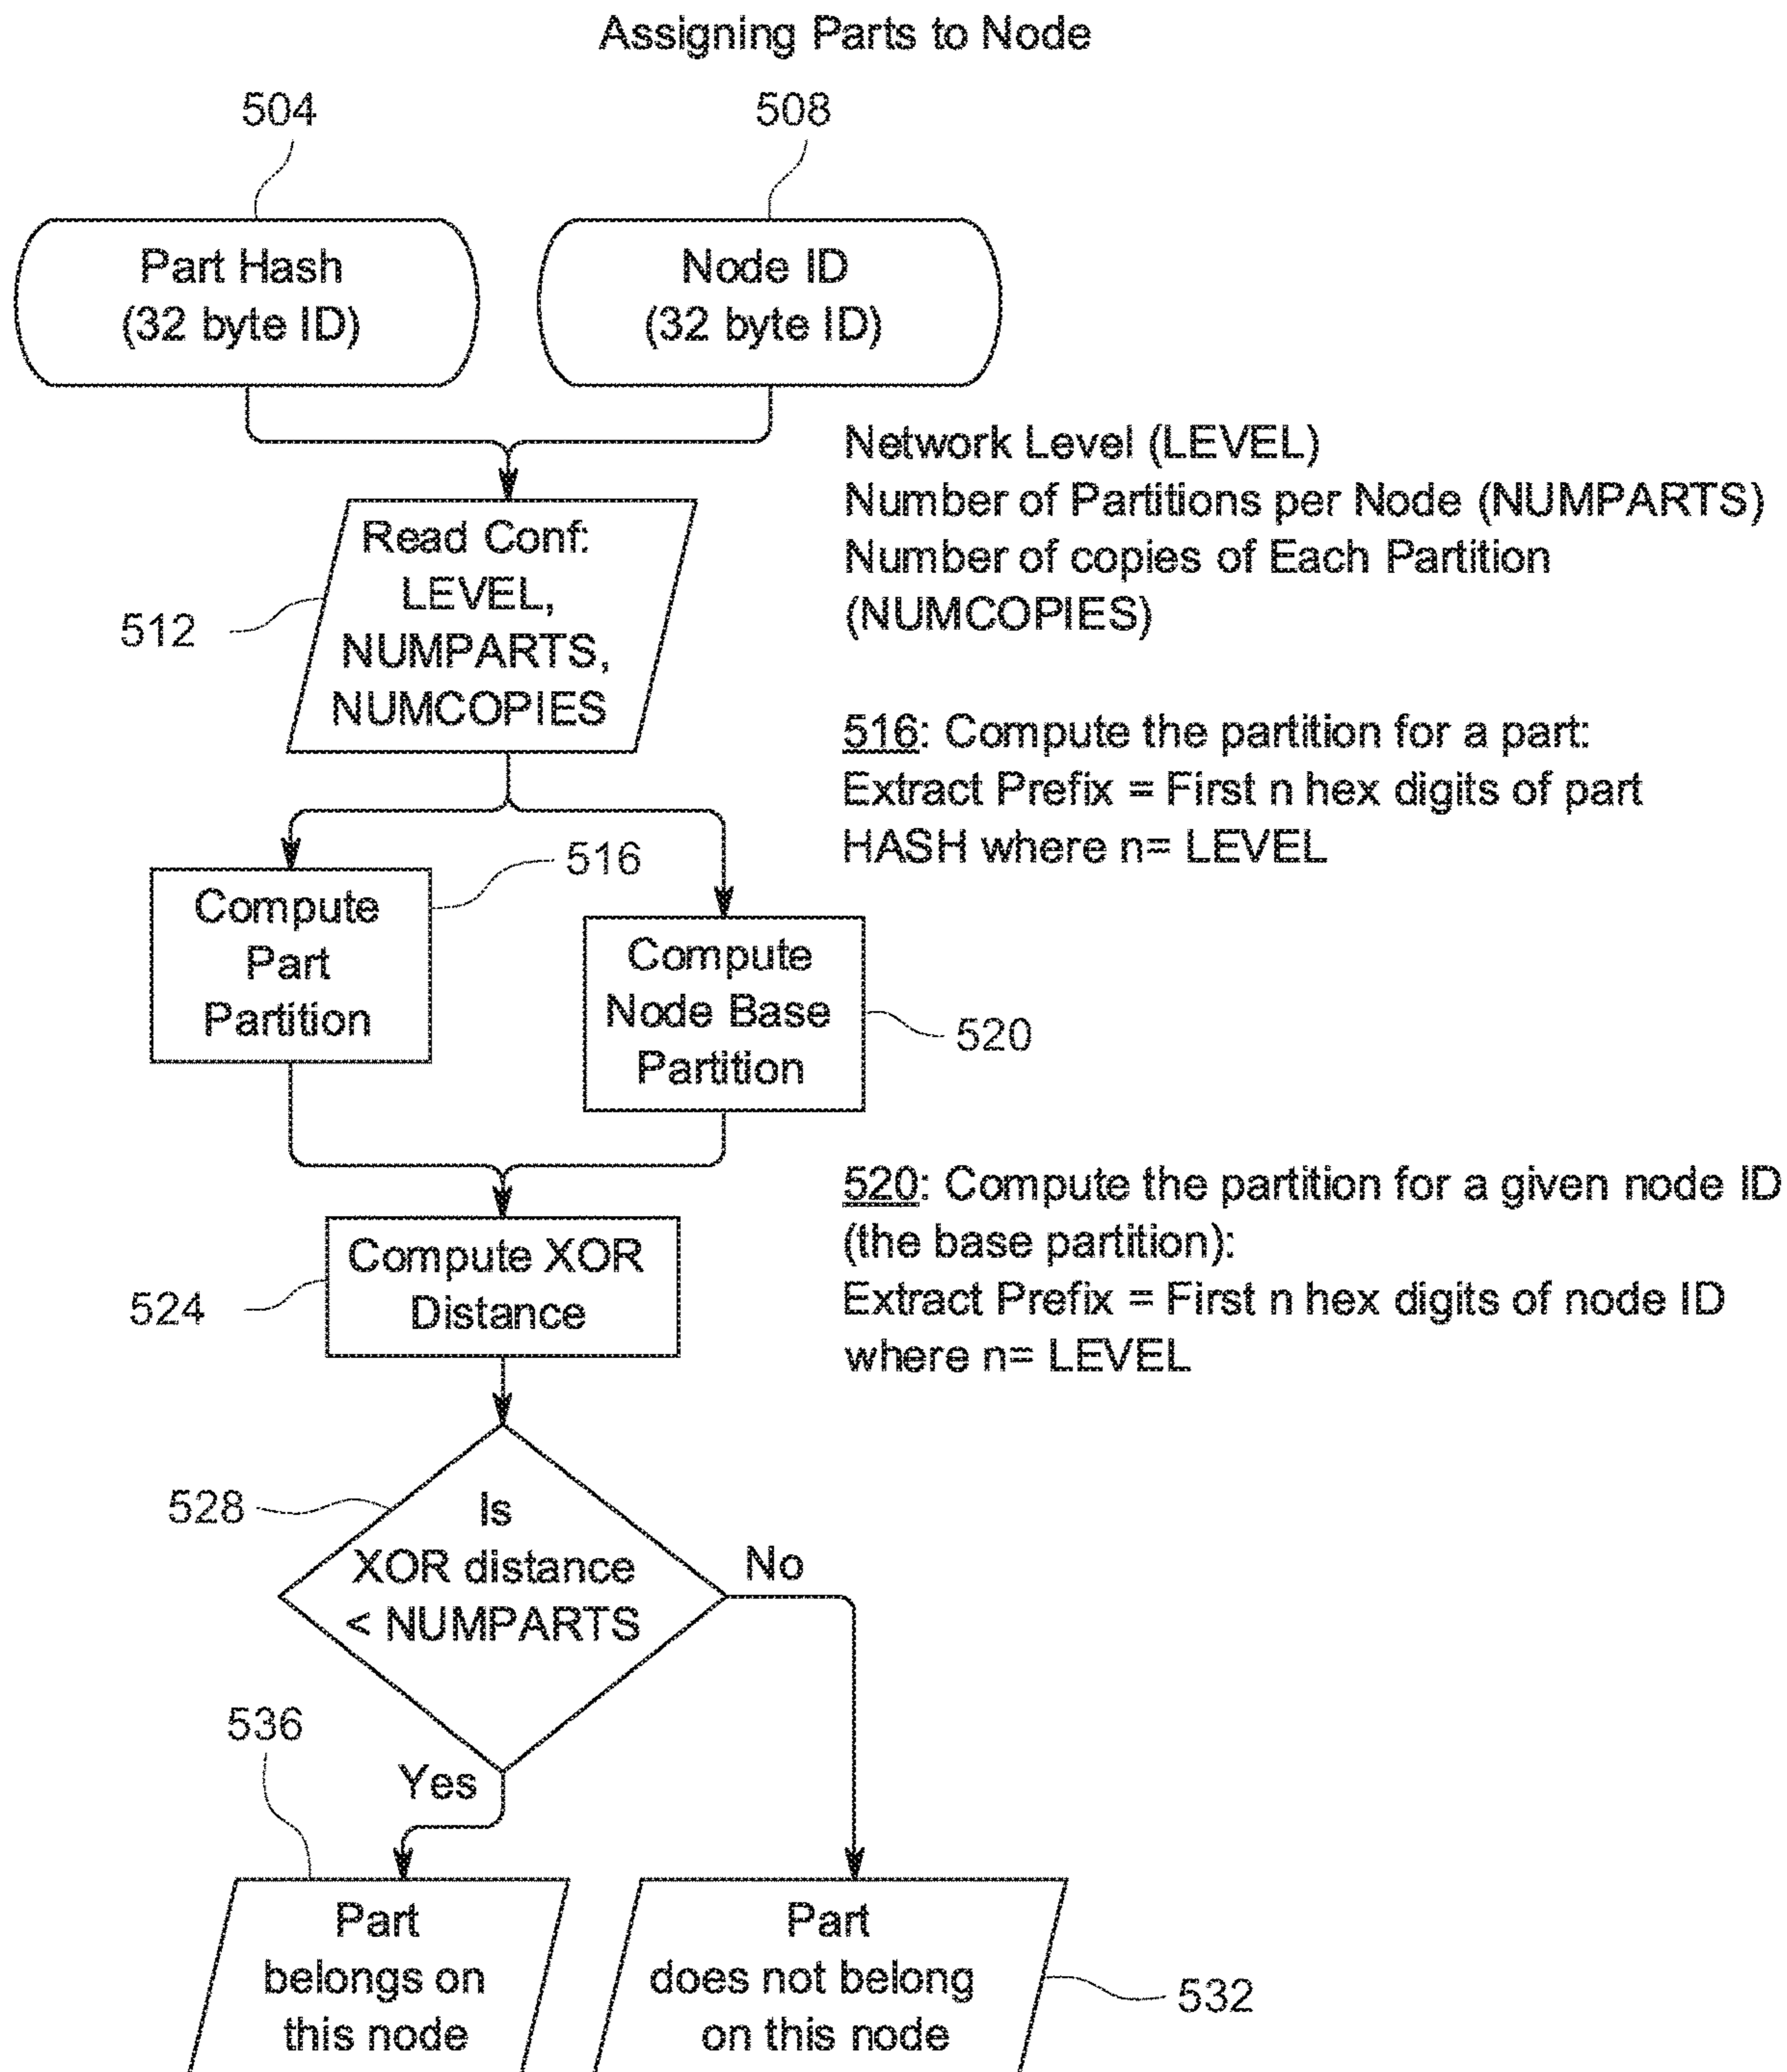 Assigning Parts to Node
504
508
Part Hash
(32 byte ID)
Node ID
(32 byte ID)
Network Level (LEVEL)
Number of Partitions per Node (NUMPARTS)
Number of copies of Each Partition
(NUMCOPIES)
Read Conf:
LEVEL,
NUMPARTS,
NUMCOPIES
512
516: Compute the partition for a part:
Extract Prefix = First n hex digits of part
HASH where n= LEVEL
516
Compute
Part
Partition
Compute
Node Base
Partition
520
520: Compute the partition for a given node ID
(the base partition):
Extract Prefix = First n hex digits of node ID
where n= LEVEL
Compute XOR
Distance
524
528
Is
XOR distance
< NUMPARTS
No
Yes
536
Part
belongs on
this node
Part
does not belong
on this node
532